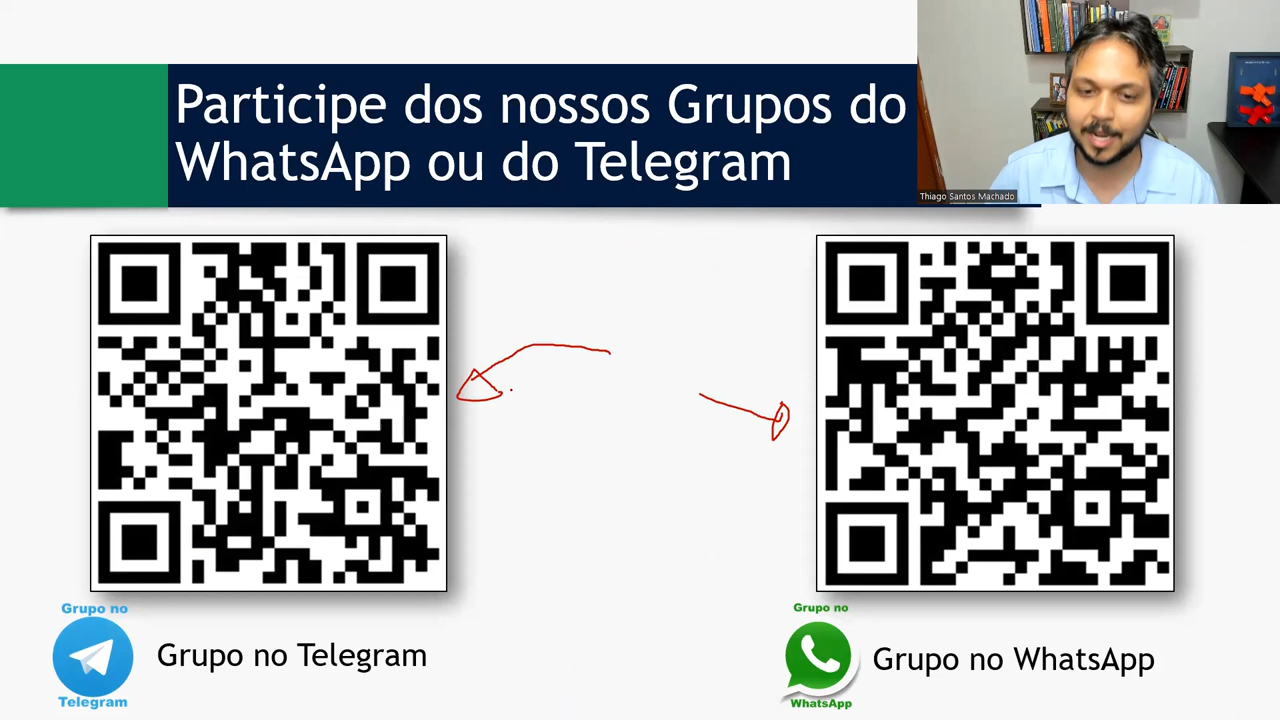 Participe dos nossos Grupos do
WhatsApp ou do Telegram
Thiago Santos Machado
Grupo no
Telegram
Grupo no Telegram
Grupo no
WhatsApp
Grupo no WhatsApp